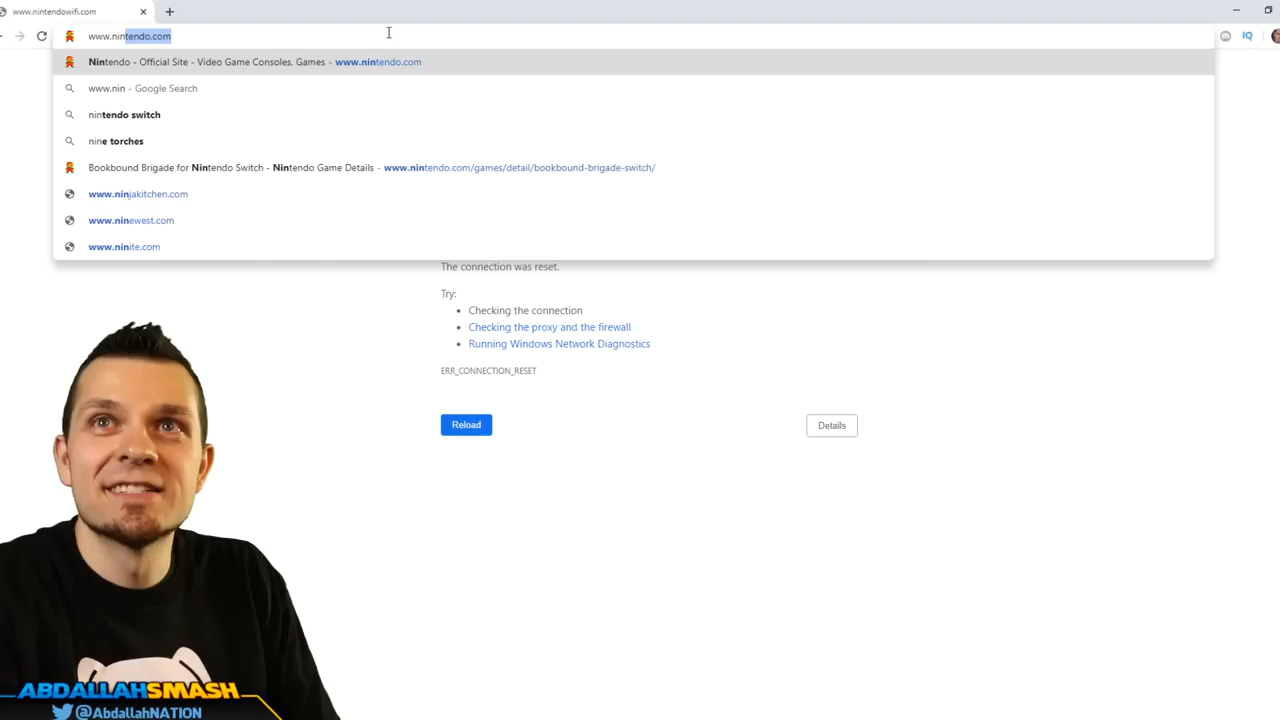 www.nintendowifi.com
www.nintendo.com
IQ
Nintendo - Official Site - Video Game Consoles, Games - www.nintendo.com
www.nin - Google Search
nintendo switch
nine torches
Bookbound Brigade for Nintendo Switch - Nintendo Game Details - www.nintendo.com/games/detail/bookbound-brigade-switch/
www.ninjakitchen.com
www.ninewest.com
www.ninite.com
The connection was reset.
Try:
• Checking the connection
• Checking the proxy and the firewall
• Running Windows Network Diagnostics
ERR_CONNECTION_RESET
Reload
Details
ABDALLAHSMASH
@AbdallahNATION